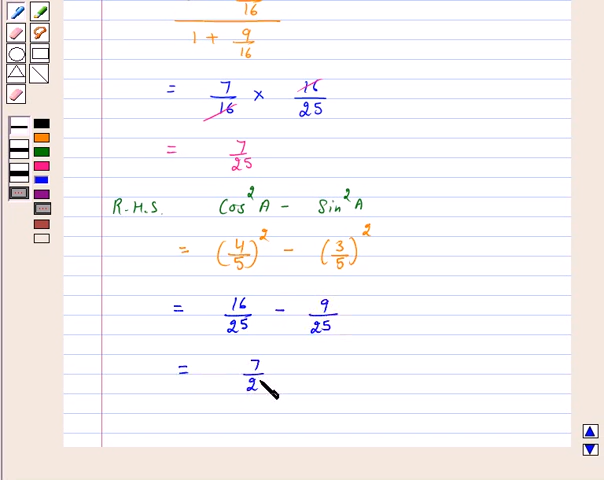 16
1 + 9/16
= 7/16 × 16/25
= 7/25
R.H.S. Cos²A - Sin²A
= (4/5)² - (3/5)²
= 16/25 - 9/25
= 7/2